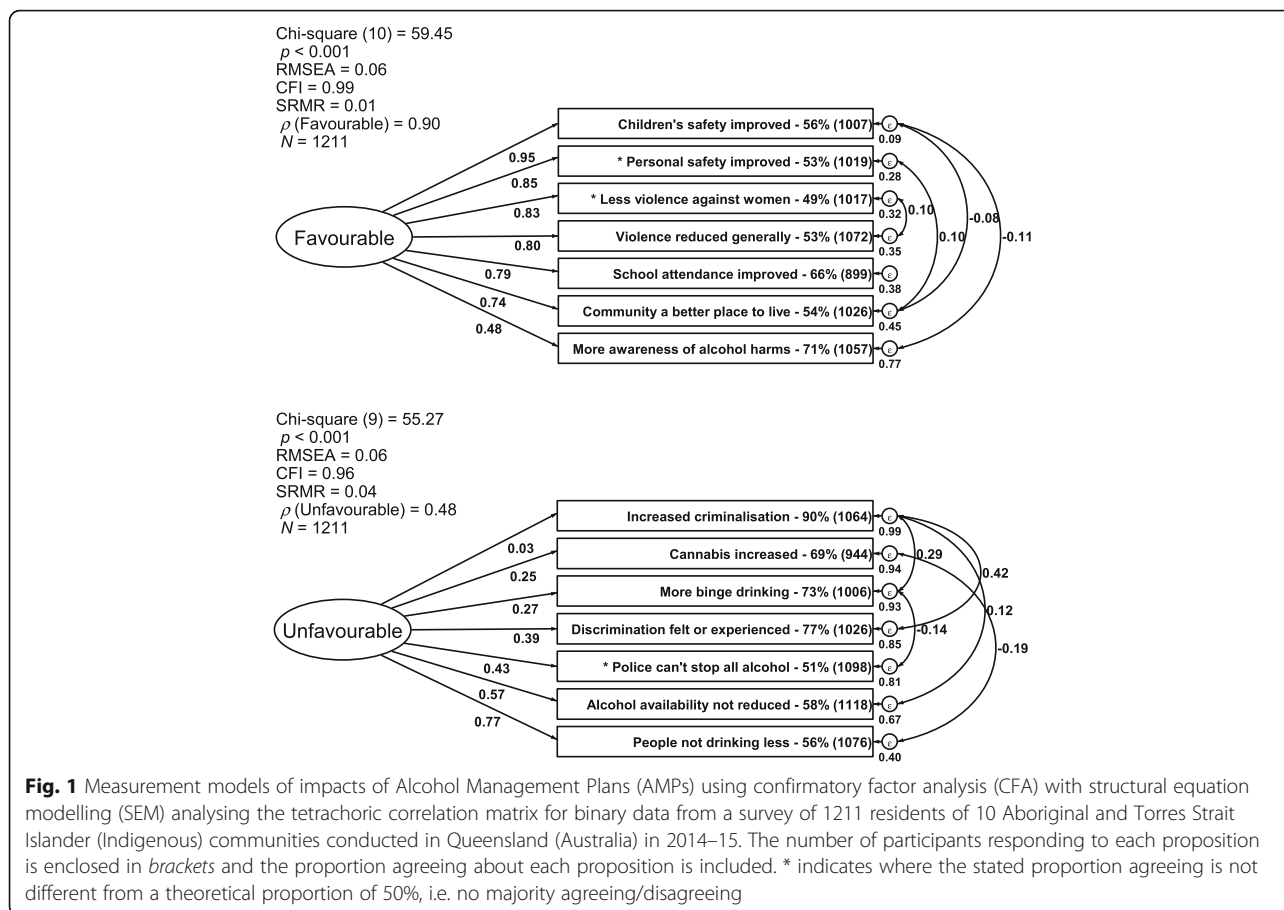 Chi-square (10) = 59.45
p < 0.001
RMSEA = 0.06
CFI = 0.99
SRMR = 0.01
ρ (Favourable) = 0.90
N = 1211
Favourable
0.95
0.85
0.83
0.80
0.79
0.74
0.48
Children's safety improved - 56% (1007)
ε
0.09
* Personal safety improved - 53% (1019)
ε
0.28
* Less violence against women - 49% (1017)
ε
0.32
Violence reduced generally - 53% (1072)
ε
0.35
School attendance improved - 66% (899)
ε
0.38
Community a better place to live - 54% (1026)
ε
0.45
More awareness of alcohol harms - 71% (1057)
ε
0.77
0.10
0.10
-0.08
-0.11
Chi-square (9) = 55.27
p < 0.001
RMSEA = 0.06
CFI = 0.96
SRMR = 0.04
ρ (Unfavourable) = 0.48
N = 1211
Unfavourable
0.03
0.25
0.27
0.39
0.43
0.57
0.77
Increased criminalisation - 90% (1064)
ε
0.99
Cannabis increased - 69% (944)
ε
0.94
More binge drinking - 73% (1006)
ε
0.93
Discrimination felt or experienced - 77% (1026)
ε
0.85
* Police can't stop all alcohol - 51% (1098)
ε
0.81
Alcohol availability not reduced - 58% (1118)
ε
0.67
People not drinking less - 56% (1076)
ε
0.40
0.29
0.42
0.12
-0.14
-0.19
Fig. 1 Measurement models of impacts of Alcohol Management Plans (AMPs) using confirmatory factor analysis (CFA) with structural equation
modelling (SEM) analysing the tetrachoric correlation matrix for binary data from a survey of 1211 residents of 10 Aboriginal and Torres Strait
Islander (Indigenous) communities conducted in Queensland (Australia) in 2014–15. The number of participants responding to each proposition
is enclosed in brackets and the proportion agreeing about each proposition is included. * indicates where the stated proportion agreeing is not
different from a theoretical proportion of 50%, i.e. no majority agreeing/disagreeing